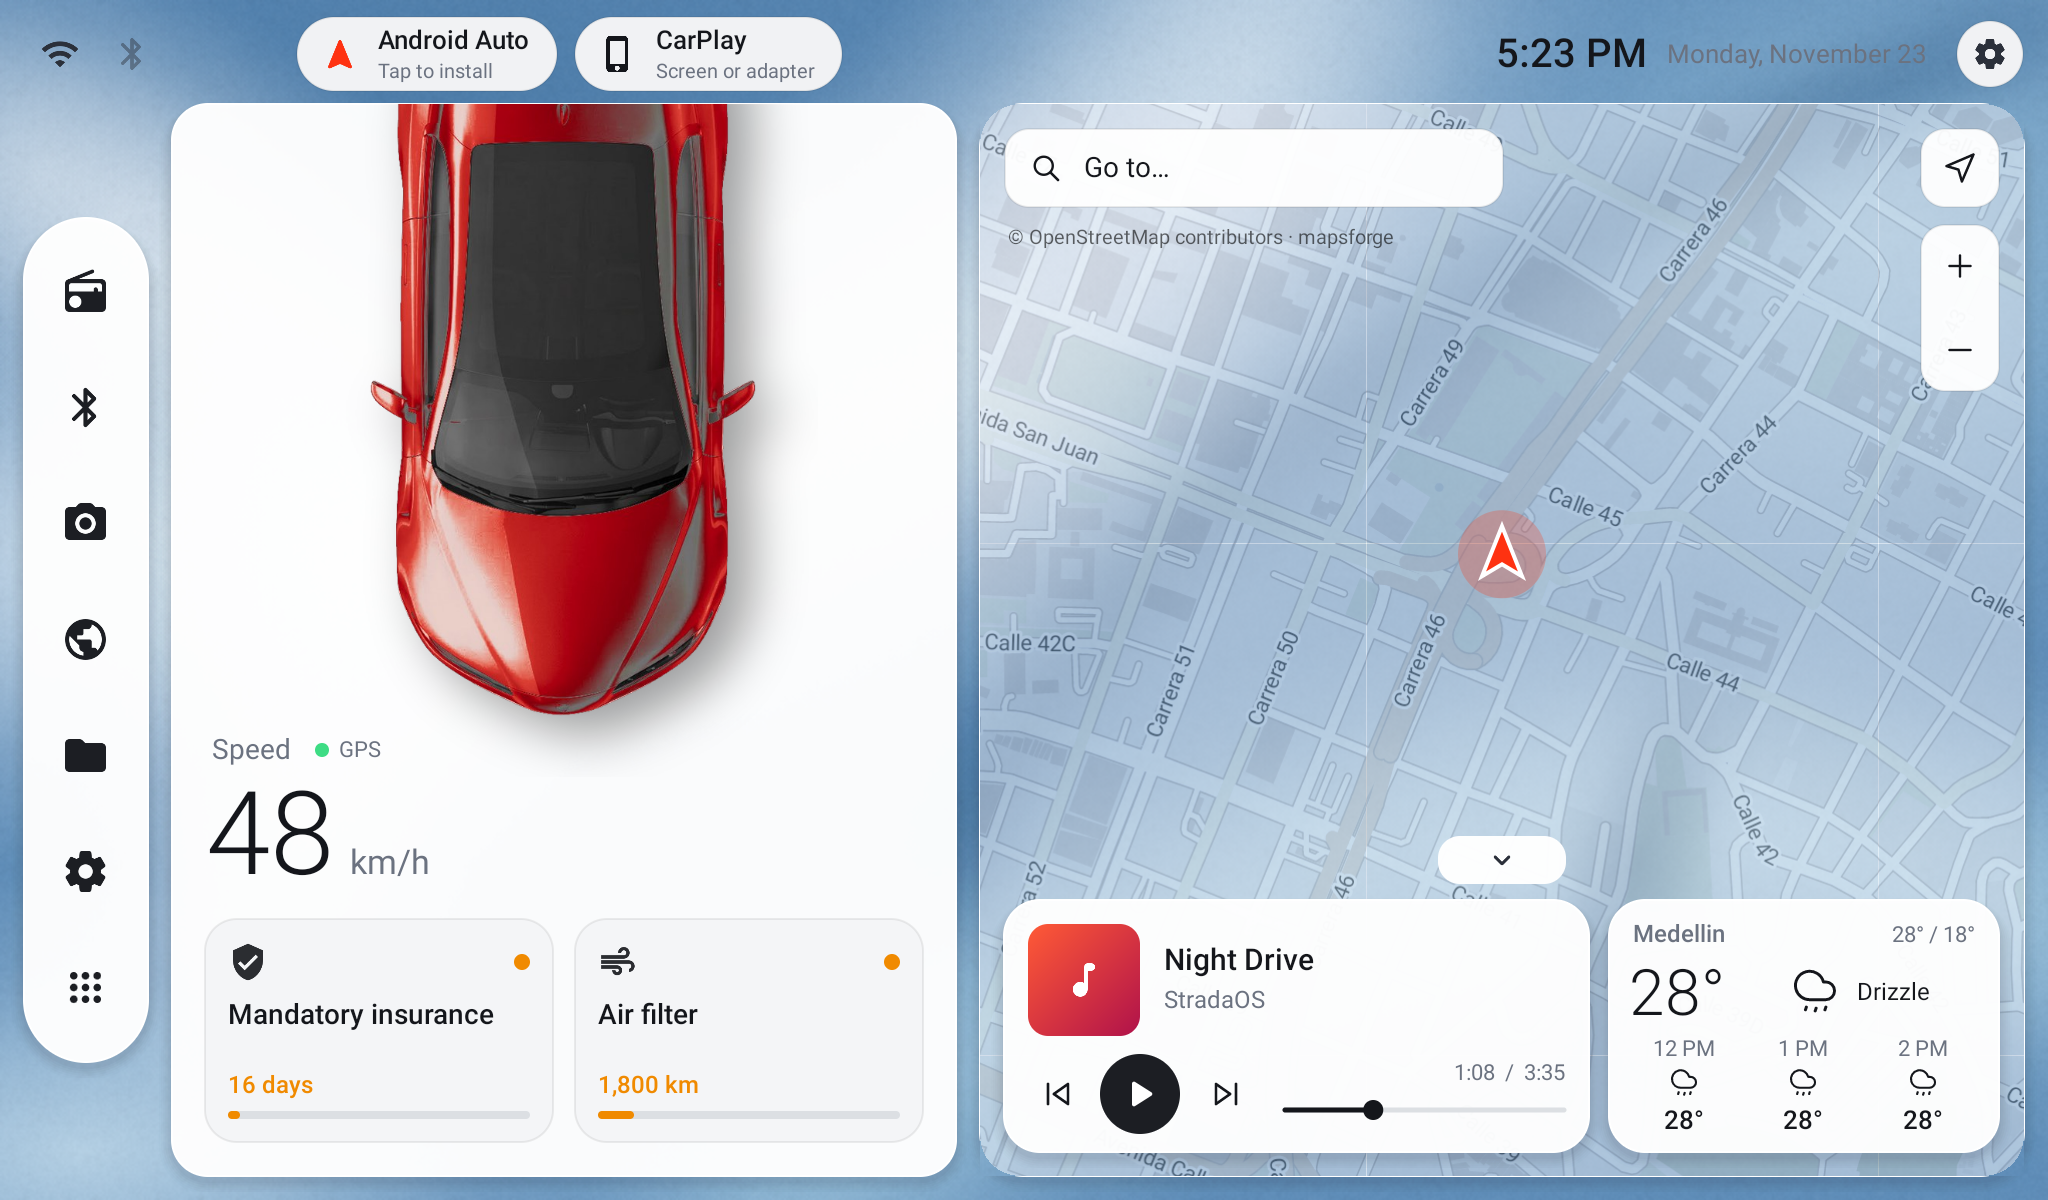 Android Auto
Tap to install
CarPlay
Screen or adapter
5:23 PM
Monday, November 23
Speed
GPS
48 km/h
Mandatory insurance
16 days
Air filter
1,800 km
Go to...
© OpenStreetMap contributors · mapsforge
Carrera 46
Carrera 49
Carrera 44
Calle 45
Calle 42C
Carrera 51
Carrera 50
Carrera 46
Calle 44
Calle 42
Night Drive
StradaOS
1:08 / 3:35
Medellin
28° / 18°
28°
Drizzle
12 PM
1 PM
2 PM
28°
28°
28°